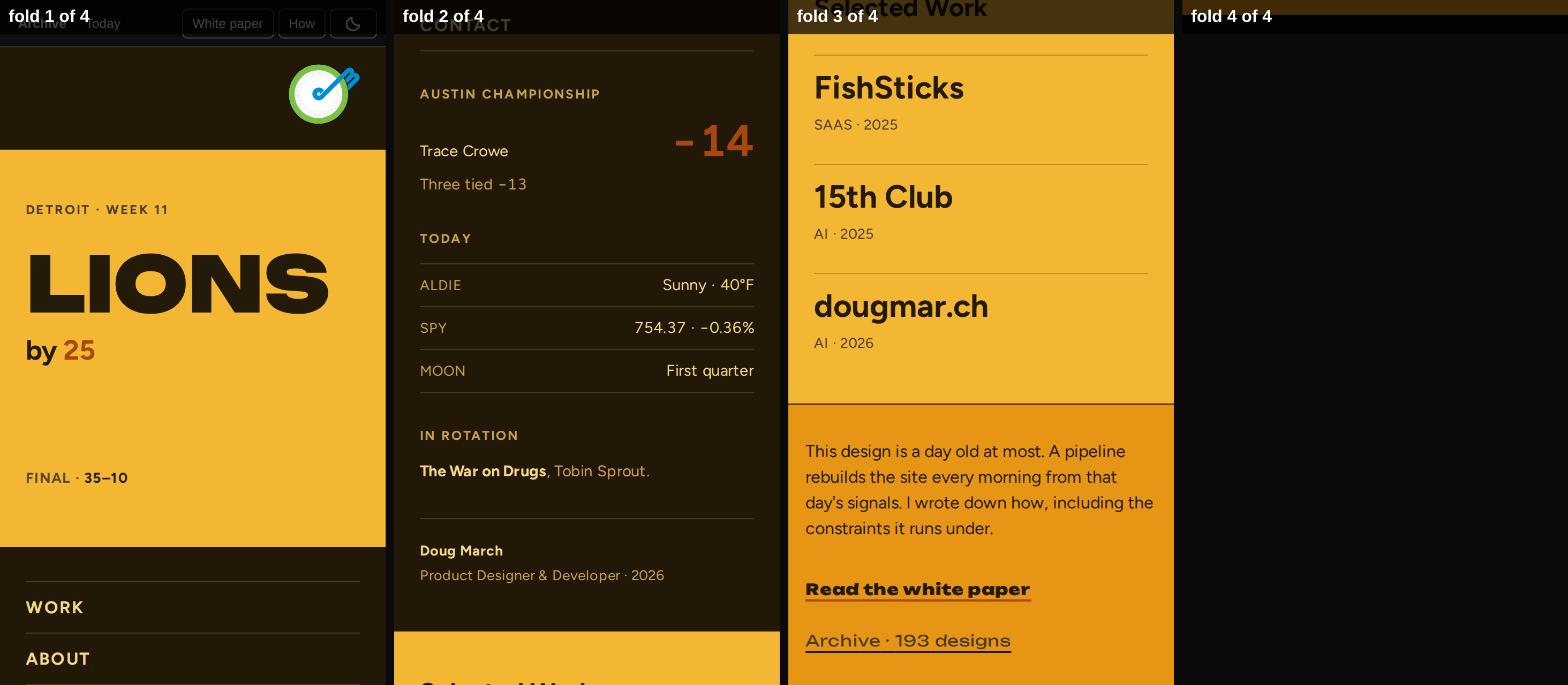 fold 1 of 4
Archive Today White paper How
DETROIT · WEEK 11
LIONS
by 25
FINAL · 35–10
WORK
ABOUT
fold 2 of 4
CONTACT
AUSTIN CHAMPIONSHIP
Trace Crowe -14
Three tied -13
TODAY
ALDIE Sunny · 40°F
SPY 754.37 · -0.36%
MOON First quarter
IN ROTATION
The War on Drugs, Tobin Sprout.
Doug March
Product Designer & Developer · 2026
Selected Work
fold 3 of 4
Selected Work
FishSticks
SAAS · 2025
15th Club
AI · 2025
dougmar.ch
AI · 2026
This design is a day old at most. A pipeline
rebuilds the site every morning from that
day's signals. I wrote down how, including the
constraints it runs under.
Read the white paper
Archive · 193 designs
fold 4 of 4